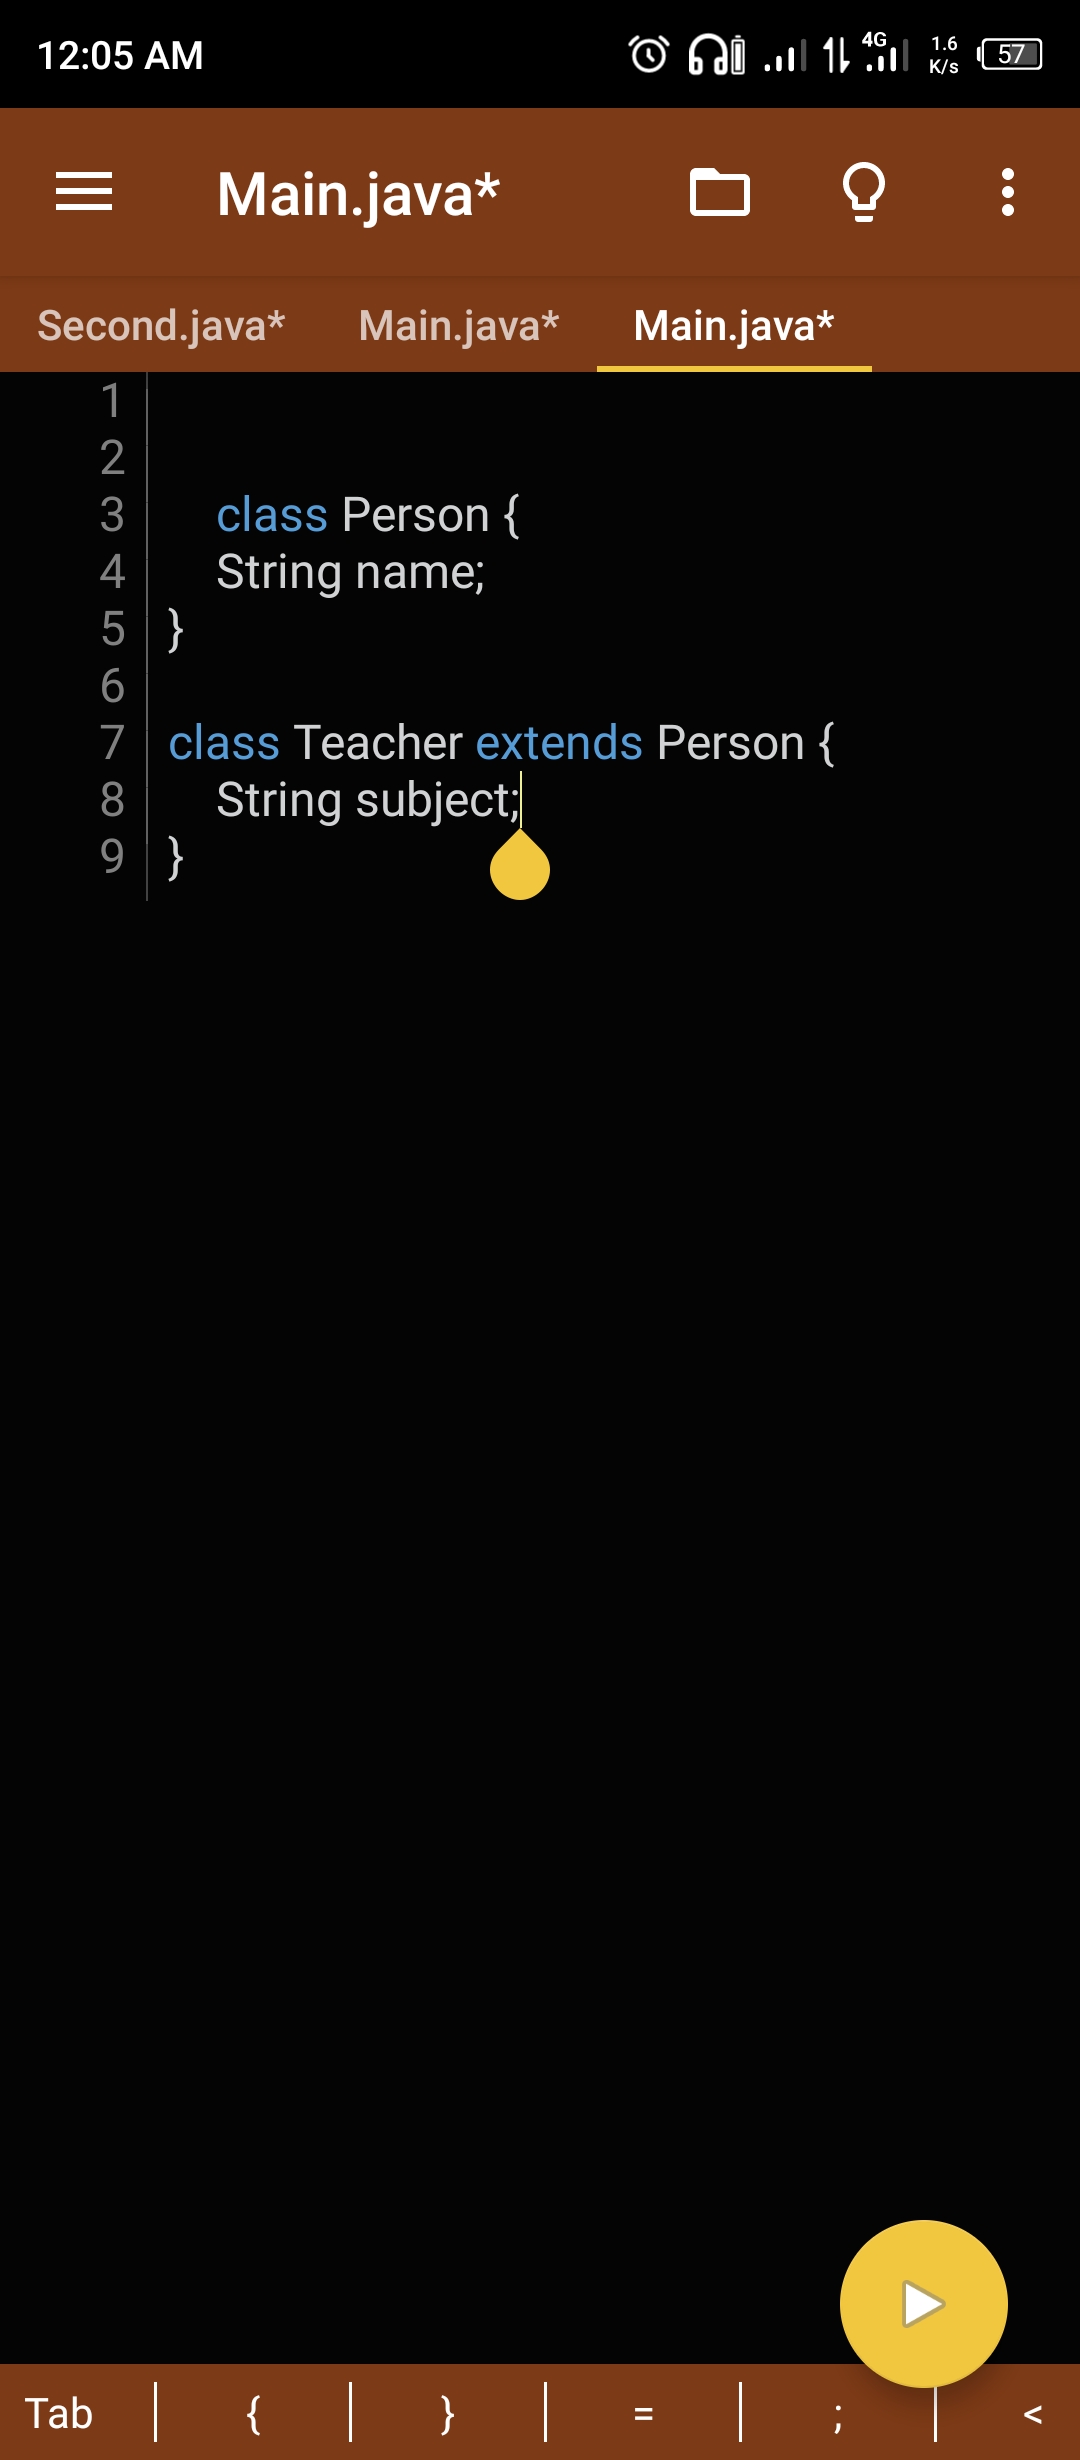 12:05 AM 4G 1.6 K/s 57
Main.java*
Second.java* Main.java* Main.java*
1
2
3 class Person {
4 String name;
5 }
6
7 class Teacher extends Person {
8 String subject;
9 }
Tab { } = ; <